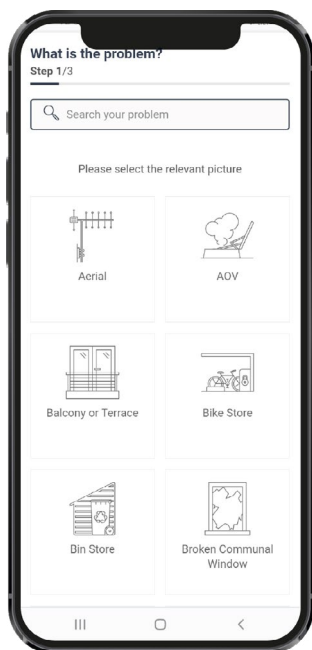 What is the problem?
Step 1/3
Search your problem
Please select the relevant picture
Aerial
AOV
Balcony or Terrace
Bike Store
Bin Store
Broken Communal
Window